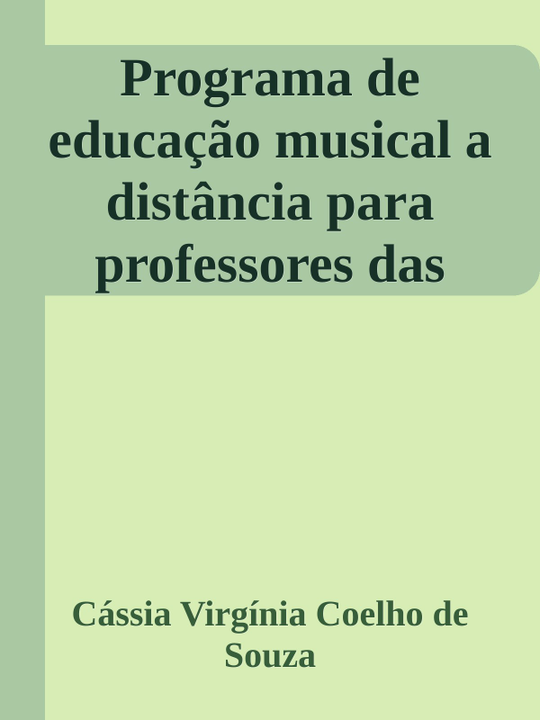 Programa de
educação musical a
distância para
professores das
Cássia Virgínia Coelho de
Souza